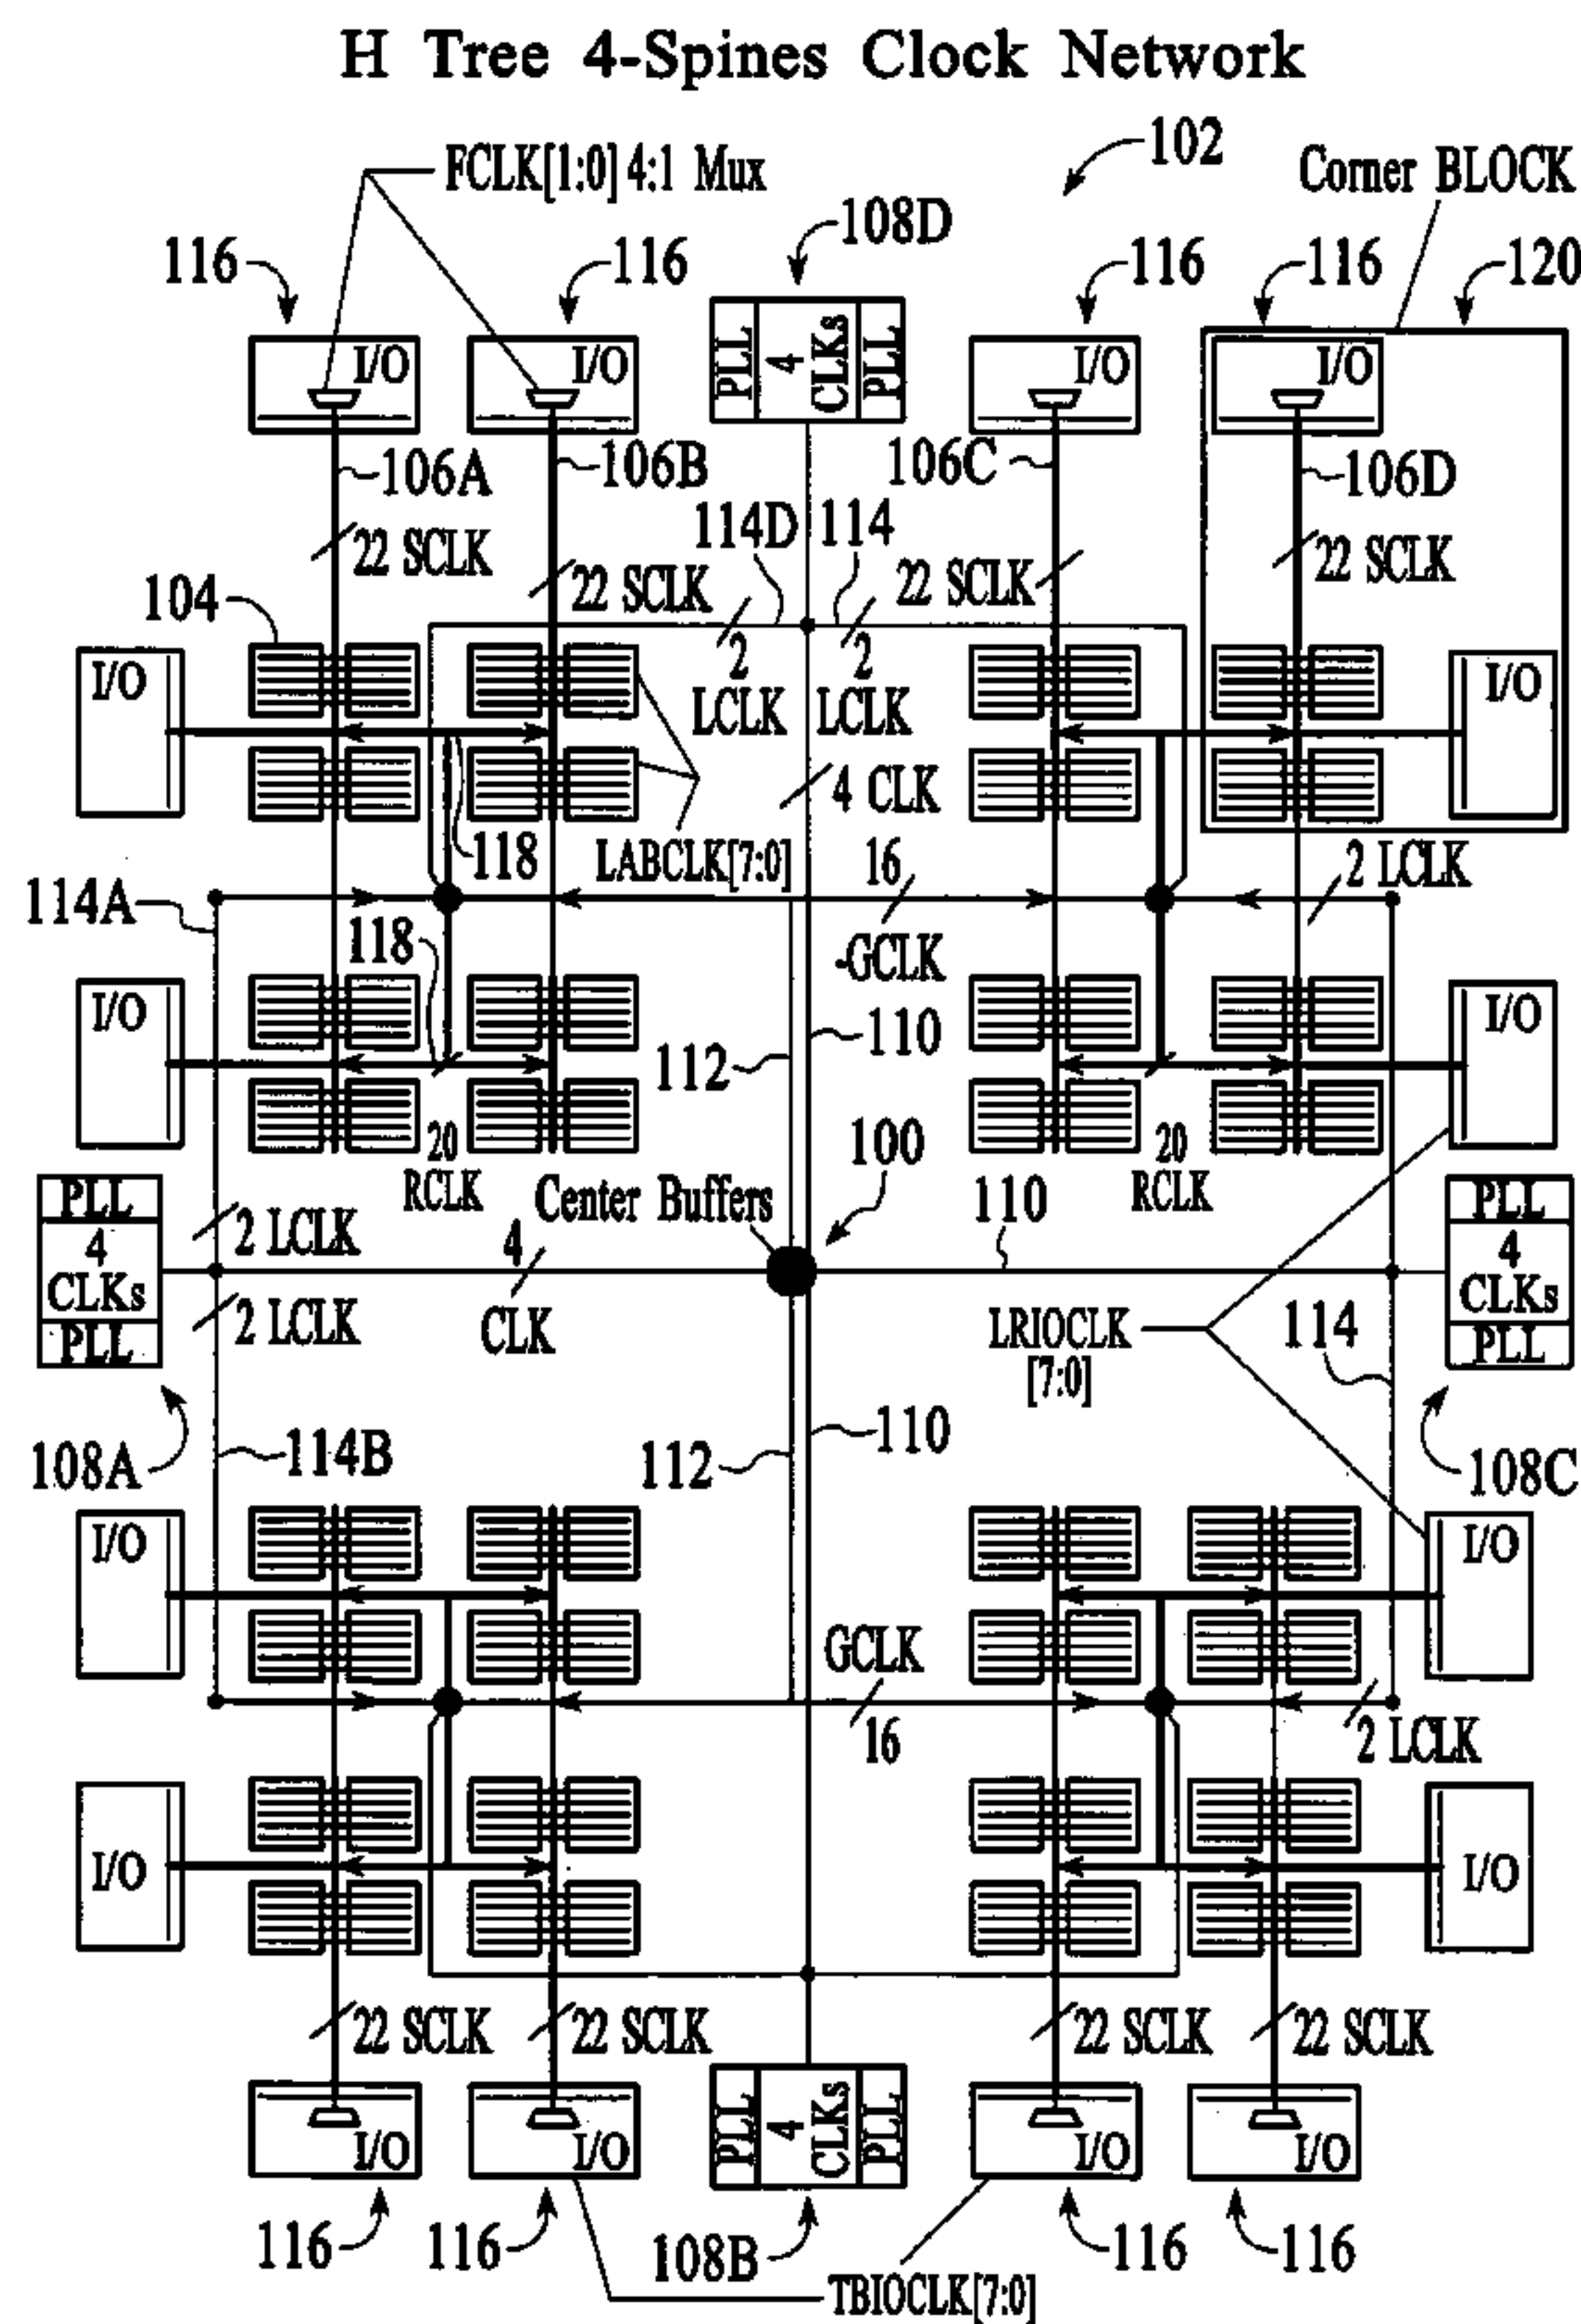 H Tree 4-Spines Clock Network
FCLK[1:0] 4:1 Mux
102
Corner BLOCK
108D
116
116
116
116
120
PLL
4
CLKs
PLL
I/O
I/O
I/O
I/O
106A
106B
106C
106D
114D
114
22 SCLK
22 SCLK
22 SCLK
22 SCLK
104
2
LCLK
2
LCLK
I/O
I/O
4 CLK
118
LABCLK[7:0]
16
2 LCLK
114A
118
-GCLK
I/O
I/O
110
112
20
RCLK
100
20
RCLK
Center Buffers
110
PLL
4
CLKs
PLL
2 LCLK
2 LCLK
4
CLK
LRIOCLK
[7:0]
114
PLL
4
CLKs
PLL
108A
114B
112
110
108C
I/O
I/O
GCLK
16
2 LCLK
I/O
I/O
22 SCLK
22 SCLK
22 SCLK
22 SCLK
PLL
4
CLKs
PLL
I/O
I/O
I/O
I/O
116
116
108B
116
116
TBIOCLK[7:0]